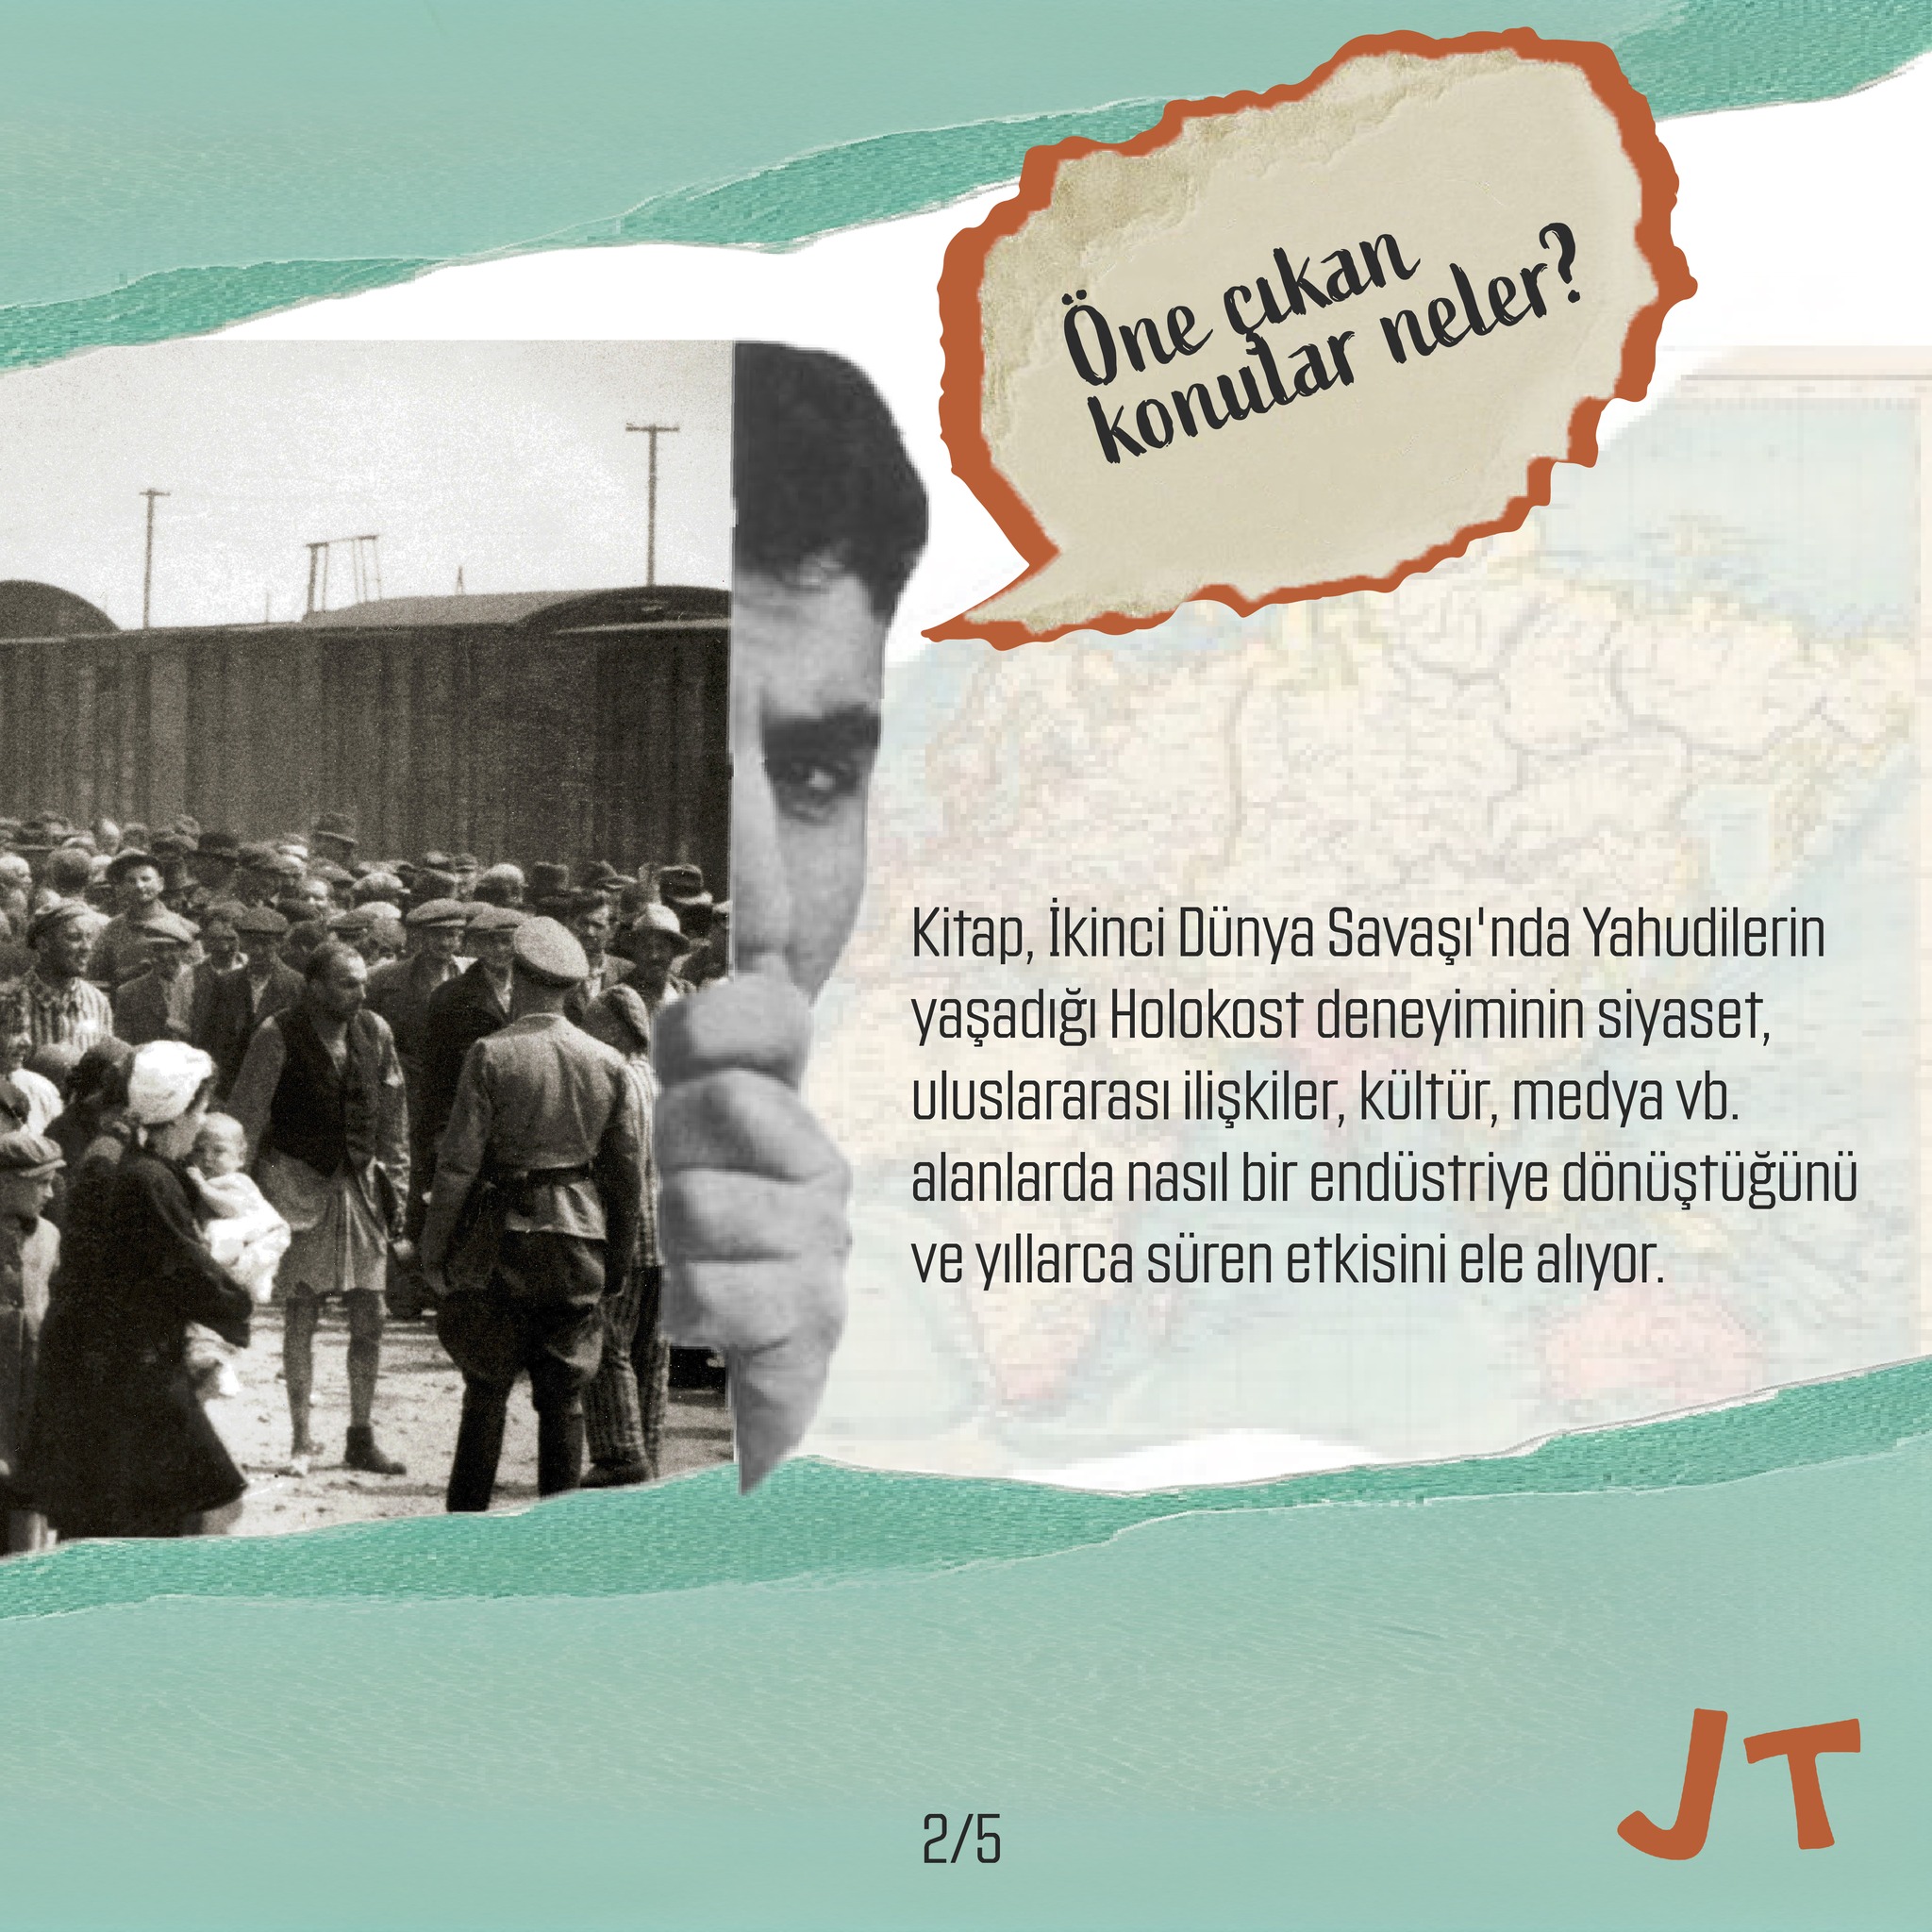 Öne çıkan
konular neler?
Kitap, İkinci Dünya Savaşı'nda Yahudilerin
yaşadığı Holokost deneyiminin siyaset,
uluslararası ilişkiler, kültür, medya vb.
alanlarda nasıl bir endüstriye dönüştüğünü
ve yıllarca süren etkisini ele alıyor.
2/5
JT